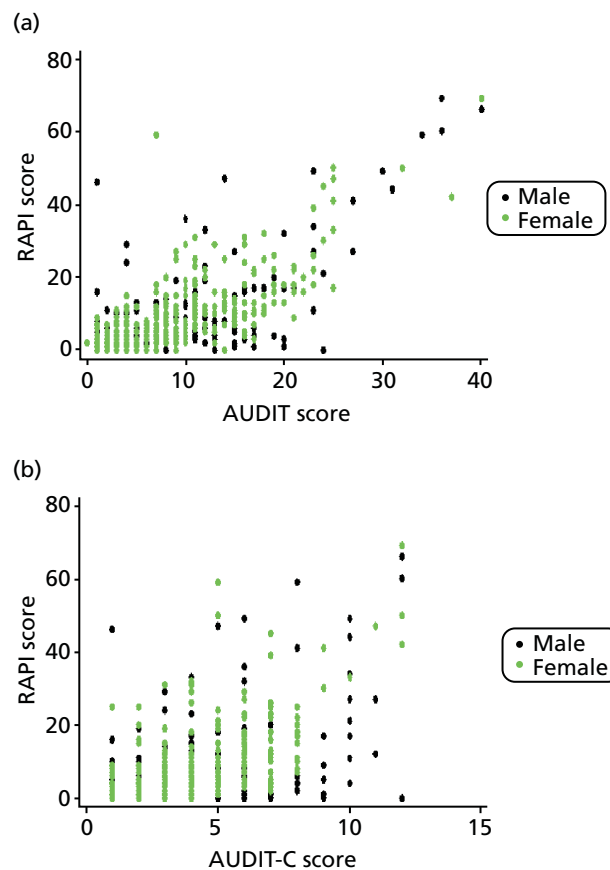 (a)
80
60
40
20
0
RAPI score
0 10 20 30 40
AUDIT score
Male
Female
(b)
80
60
40
20
0
RAPI score
0 5 10 15
AUDIT-C score
Male
Female